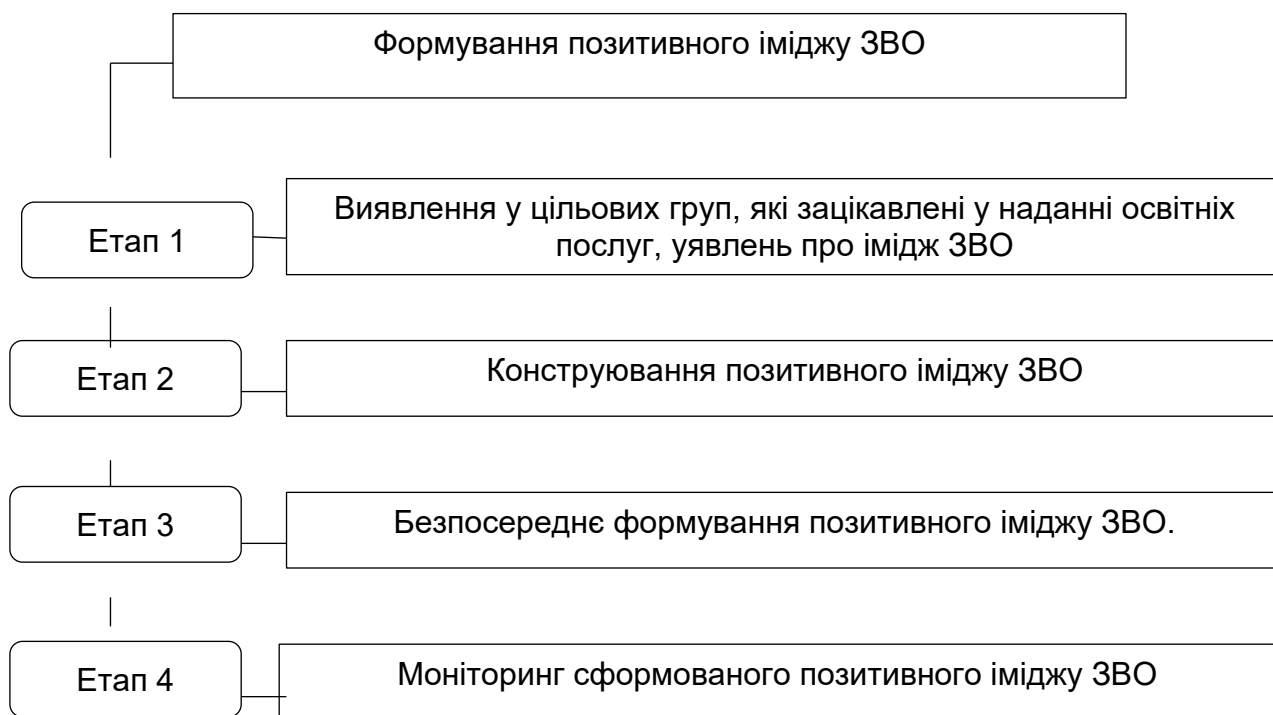 Формування позитивного іміджу ЗВО
Етап 1
Виявлення у цільових груп, які зацікавлені у наданні освітніх
послуг, уявлень про імідж ЗВО
Етап 2
Конструювання позитивного іміджу ЗВО
Етап 3
Безпосереднє формування позитивного іміджу ЗВО.
Етап 4
Моніторинг сформованого позитивного іміджу ЗВО